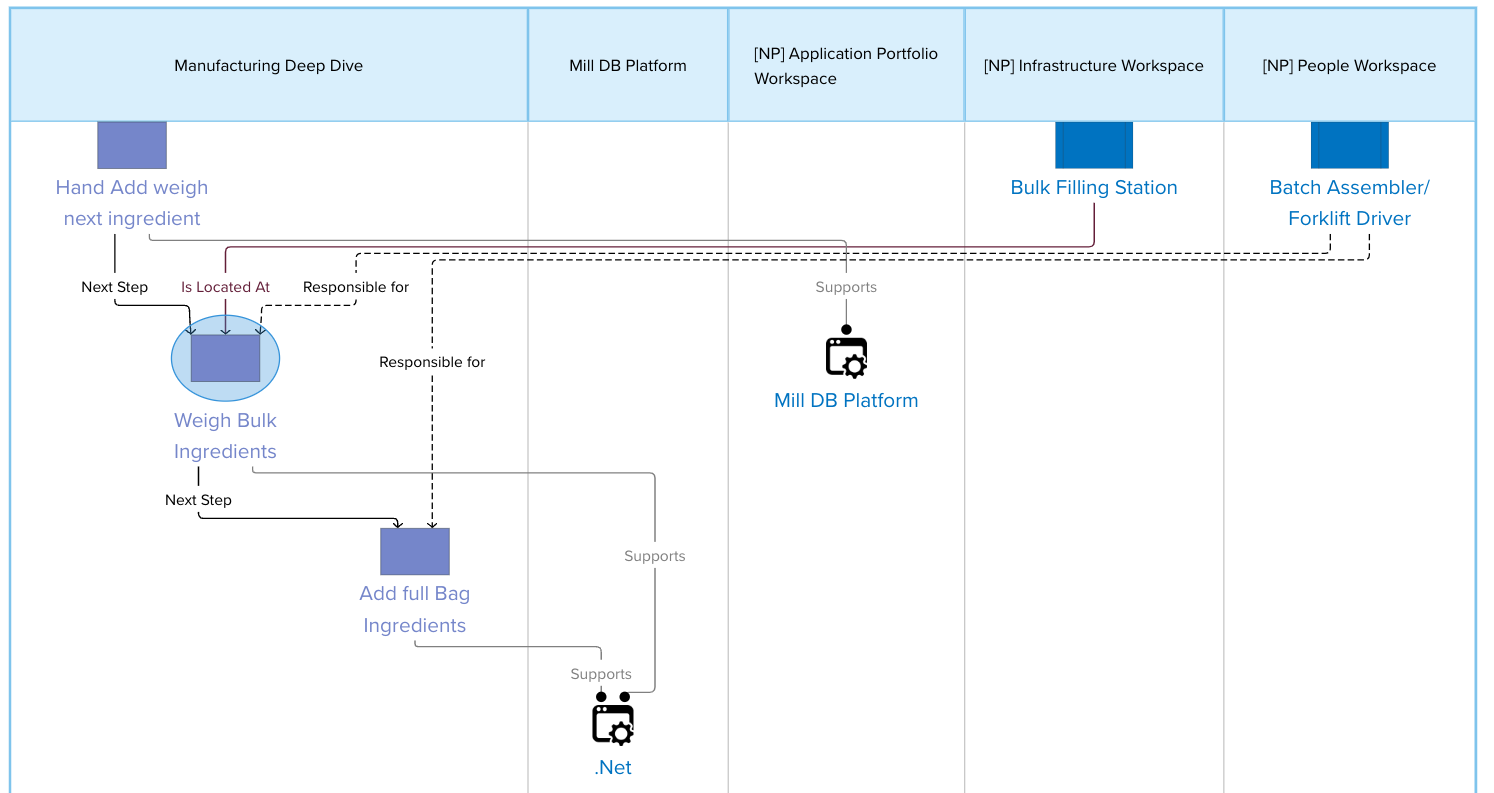 Manufacturing Deep Dive
Mill DB Platform
[NP] Application Portfolio
Workspace
[NP] Infrastructure Workspace
[NP] People Workspace
Hand Add weigh
next ingredient
Bulk Filling Station
Batch Assembler/
Forklift Driver
Next Step
Is Located At
Responsible for
Supports
Responsible for
Mill DB Platform
Weigh Bulk
Ingredients
Next Step
Supports
Add full Bag
Ingredients
Supports
.Net